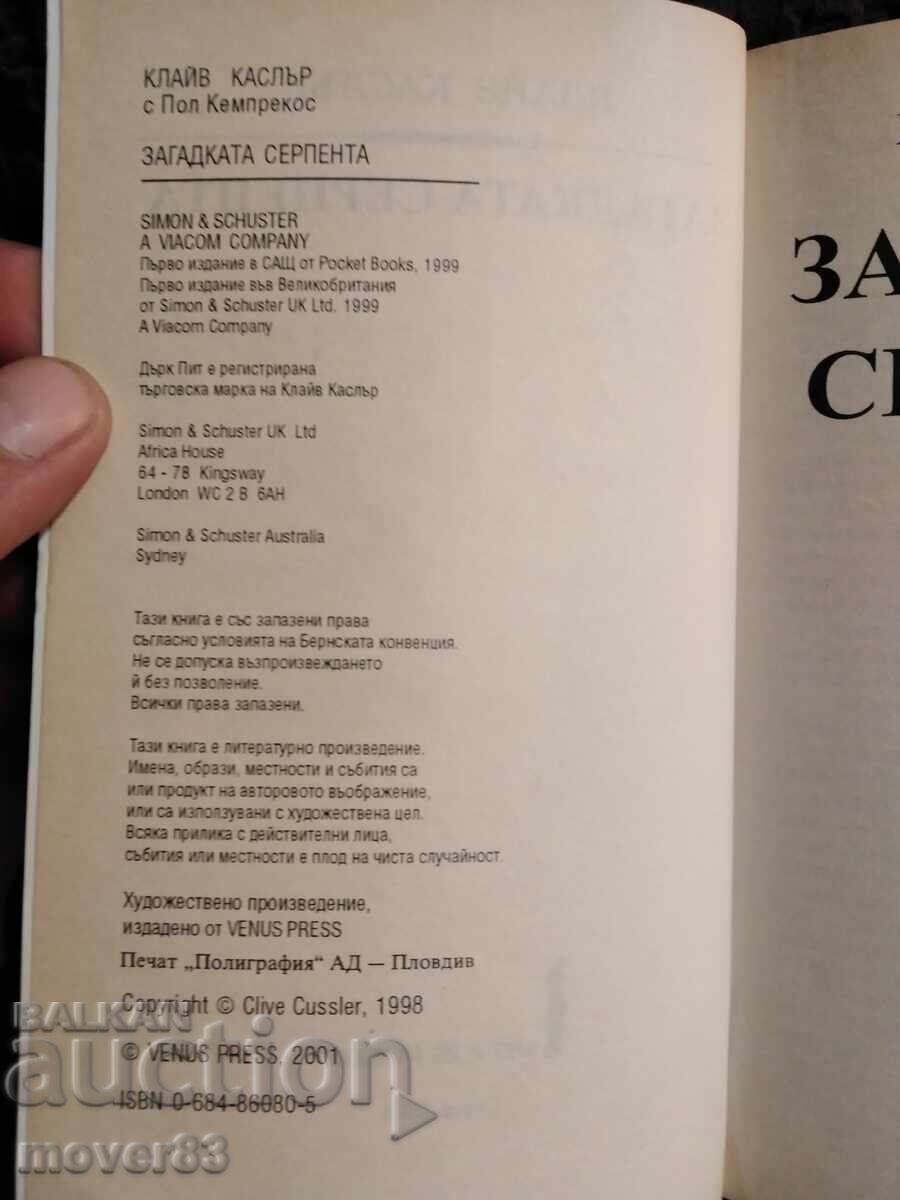 КЛАЙВ КАСЛЪР
с Пол Кемпрекос
ЗАГАДКАТА СЕРПЕНТА
SIMON & SCHUSTER
A VIACOM COMPANY
Първо издание в САЩ от Pocket Books, 1999
Първо издание във Великобритания
от Simon & Schuster UK Ltd. 1999
A Viacom Company
Дърк Пит е регистрирана
търговска марка на Клайв Каслър
Simon & Schuster UK Ltd
Africa House
64 - 78 Kingsway
London WC 2 B 6AH
Simon & Schuster Australia
Sydney
Тази книга е със запазени права
съгласно условията на Бернската конвенция.
Не се допуска възпроизвеждането
ѝ без позволение.
Всички права запазени.
Тази книга е литературно произведение.
Имена, образи, местности и събития са
или продукт на авторовото въображение,
или са използувани с художествена цел.
Всяка прилика с действителни лица,
събития или местности е плод на чиста случайност.
Художествено произведение,
издадено от VENUS PRESS
Печат „Полиграфия“ АД — Пловдив
Copyright © Clive Cussler, 1998
© VENUS PRESS, 2001
ISBN 0-684-86080-5
ЗА
СЕ
BALKAN
auction
mover83